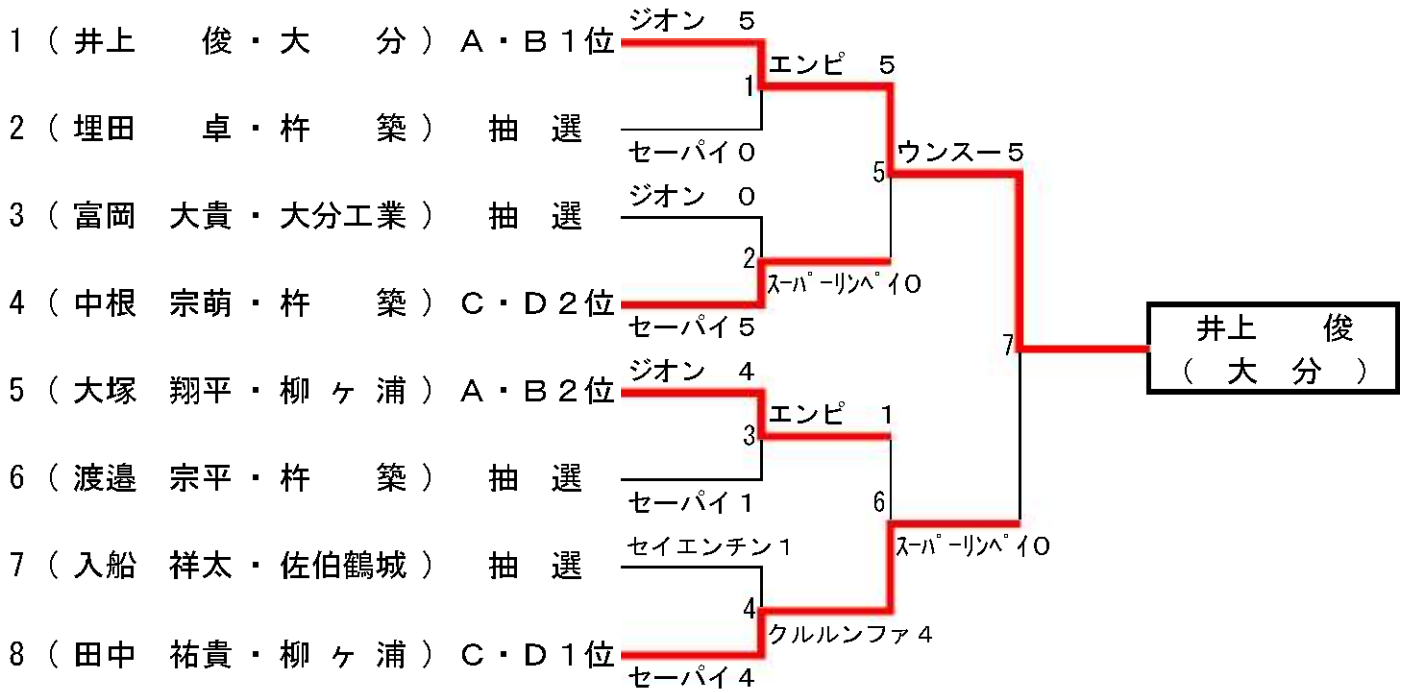 ジオン 5
1 ( 井上 俊・大 分 ) A・B 1位
エンピ 5
1
2 ( 埋田 卓・杵 築 ) 抽 選
セーパイ 0
ウンスー 5
5
ジオン 0
3 ( 富岡 大貴・大分工業 ) 抽 選
2
スーパーリンペイ 0
4 ( 中根 宗萌・杵 築 ) C・D 2位
セーパイ 5
井上 俊
( 大 分 )
7
ジオン 4
5 ( 大塚 翔平・柳 ヶ 浦 ) A・B 2位
エンピ 1
3
6 ( 渡邉 宗平・杵 築 ) 抽 選
セーパイ 1
6
セイエンチン 1
スーパーリンペイ 0
7 ( 入船 祥太・佐伯鶴城 ) 抽 選
4
クルルンファ 4
8 ( 田中 祐貴・柳 ヶ 浦 ) C・D 1位
セーパイ 4